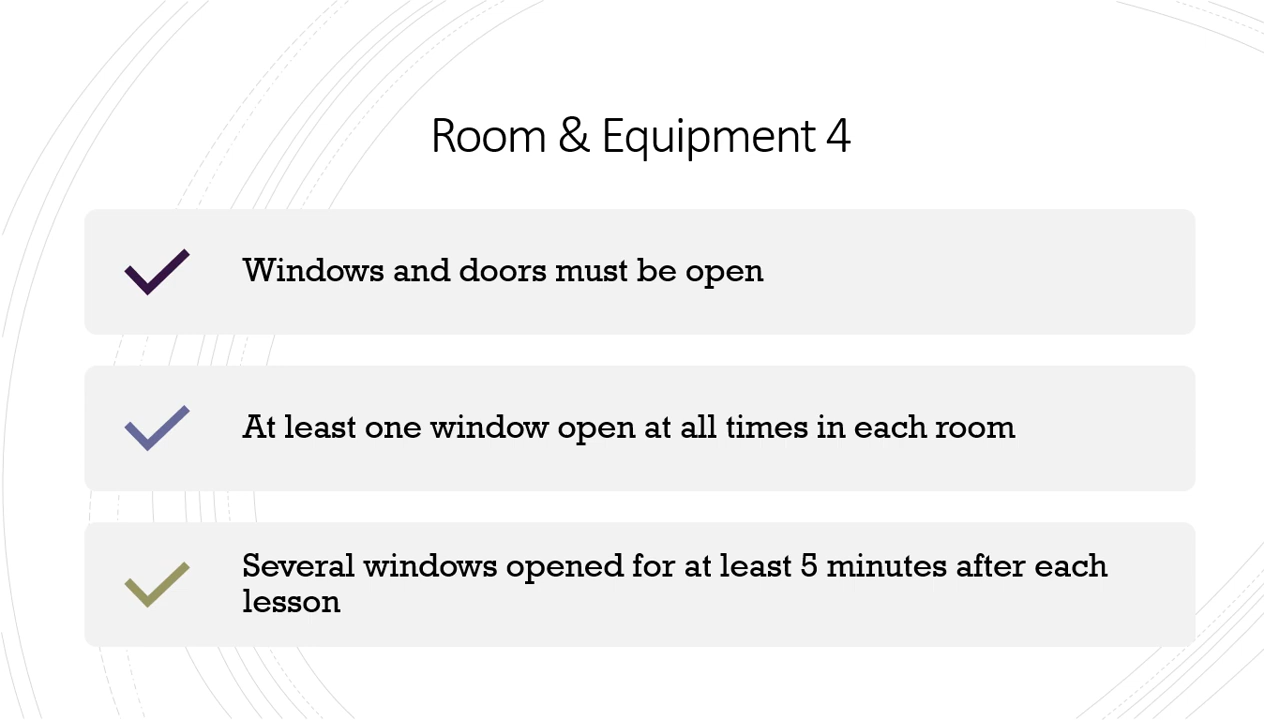 Room & Equipment 4
Windows and doors must be open
At least one window open at all times in each room
Several windows opened for at least 5 minutes after each
lesson